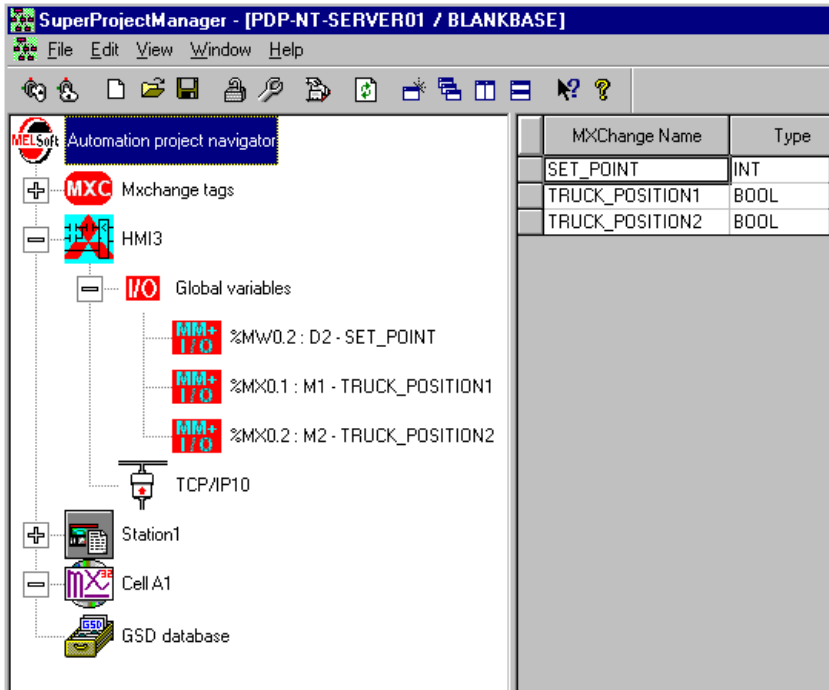 SuperProjectManager - [PDP-NT-SERVER01 / BLANKBASE]
File Edit View Window Help
MELSoft Automation project navigator
MXC Mxchange tags
HMI3
I/O Global variables
MM+ I/O %MW0.2 : D2 - SET_POINT
MM+ I/O %MX0.1 : M1 - TRUCK_POSITION1
MM+ I/O %MX0.2 : M2 - TRUCK_POSITION2
TCP/IP10
Station1
MX 32 Cell A1
GSD GSD database
MXChange Name Type
SET_POINT INT
TRUCK_POSITION1 BOOL
TRUCK_POSITION2 BOOL